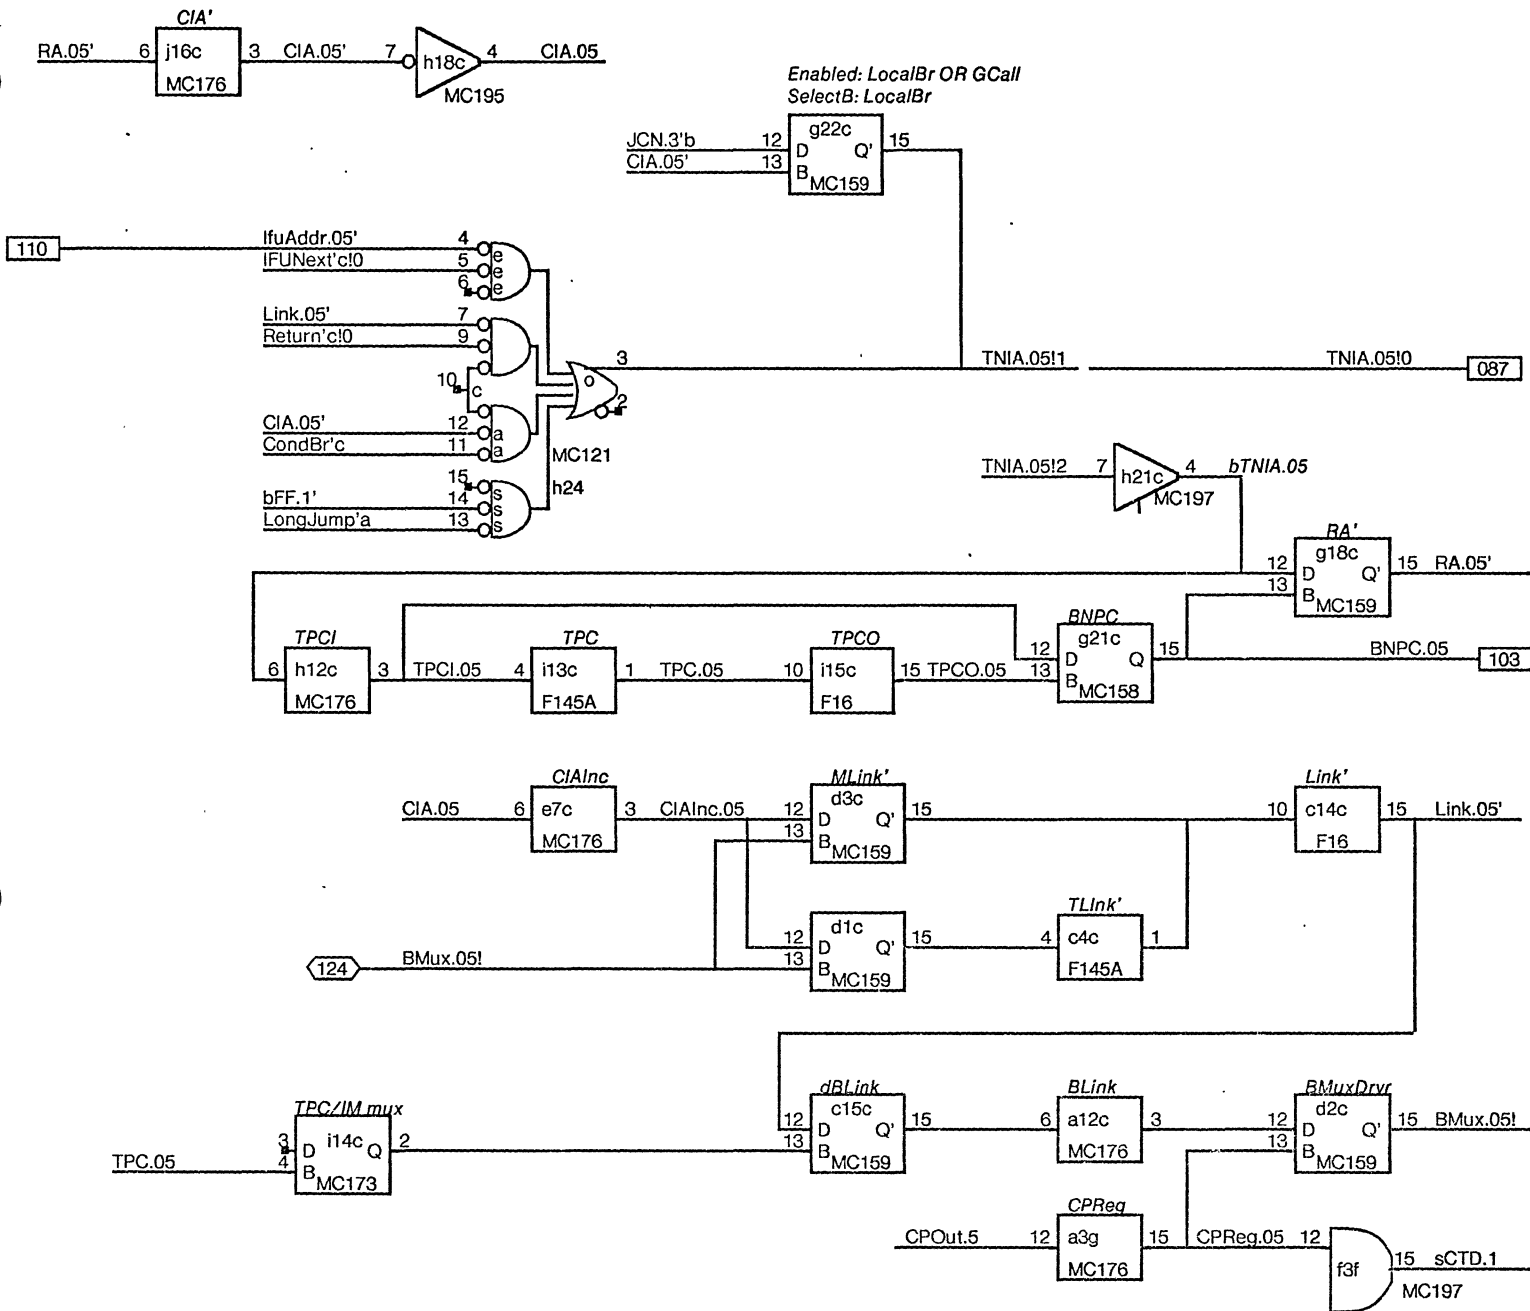 CIA'
RA.05' 6 j16c 3 CIA.05' 7 h18c 4 CIA.05
MC176
MC195
Enabled: LocalBr OR GCall
SelectB: LocalBr
g22c
JCN.3'b 12 D Q' 15
CIA.05' 13 B MC159
110 IfuAddr.05' 4 e
IFUNext'c!0 5 e
6 e
Link.05' 7
Return'c!0 9
10 c
CIA.05' 12 a
CondBr'c 11 a
o 3 TNIA.05!1 TNIA.05!0 087
2
MC121
h24
15 s
bFF.1' 14 s
LongJump'a 13 s
TNIA.05!2 7 h21c 4 bTNIA.05
MC197
RA'
g18c
12 D Q' 15 RA.05'
13 B MC159
TPCI TPC TPCO BNPC
g21c
6 h12c 3 TPCI.05 4 i13c 1 TPC.05 10 i15c 15 TPCO.05
MC176 F145A F16
12 D Q 15 BNPC.05 103
13 B MC158
CIAInc MLink' Link'
CIA.05 6 e7c 3 CIAInc.05 12 D d3c Q' 15 10 c14c 15 Link.05'
MC176 13 B MC159 F16
TLink'
d1c
12 D Q' 15 4 c4c 1
124 BMux.05! 13 B MC159 F145A
TPC/IM mux dBLink BLink BMuxDrvr
c15c d2c
12 D Q' 15 6 a12c 3 12 D Q' 15 BMux.05!
13 B MC159 MC176 13 B MC159
3 D i14c Q 2
TPC.05 4 B MC173
CPReg
CPOut.5 12 a3g 15 CPReg.05 12 f3f 15 sCTD.1
MC176 MC197